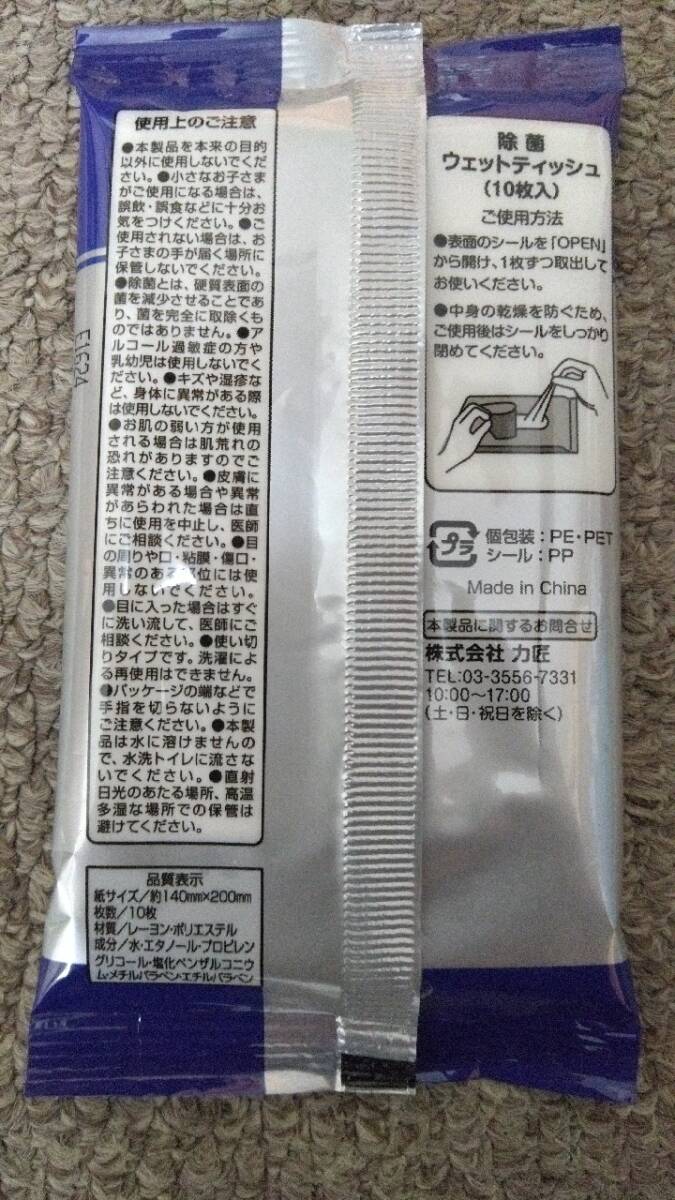 使用上のご注意
●本製品を本来の目的
以外に使用しないでくだ
さい。●小さなお子さま
がご使用になる場合は、
誤飲・誤食などに十分お
気をつけください。●ご
使用されない場合は、お
子さまの手が届く場所に
保管しないでください。
●除菌とは、硬質表面の
菌を減少させることであ
り、菌を完全に取除くも
のではありません。●ア
ルコール過敏症の方や
乳幼児は使用しないでく
ださい。●キズや湿疹な
ど、身体に異常がある際
は使用しないでください。
●お肌の弱い方が使用
される場合は肌荒れの
恐れがありますのでご
注意ください。●皮膚に
異常がある場合や異常
があらわれた場合は直
ちに使用を中止し、医師
にご相談ください。●目
の周りや口・粘膜・傷口・
異常のある部位には使
用しないでください。
●目に入った場合はすぐ
に洗い流して、医師にご
相談ください。●使い切
りタイプです。洗濯によ
る再使用はできません。
●パッケージの端などで
手指を切らないように
ご注意ください。●本製
品は水に溶けませんの
で、水洗トイレに流さな
いでください。●直射
日光のあたる場所、高温
多湿な場所での保管は
避けてください。
品質表示
紙サイズ/約140mm×200mm
枚数/10枚
材質/レーヨン・ポリエステル
成分/水・エタノール・プロピレン
グリコール・塩化ベンザルコニウ
ム・メチルパラベン・エチルパラベン
E1624
除菌
ウェットティッシュ
(10枚入)
ご使用方法
●表面のシールを「OPEN」
から開け、1枚ずつ取出して
お使いください。
●中身の乾燥を防ぐため、
ご使用後はシールをしっかり
閉めてください。
プラ
個包装：PE・PET
シール：PP
Made in China
本製品に関するお問合せ
株式会社 力匠
TEL:03-3556-7331
10:00～17:00
(土・日・祝日を除く)